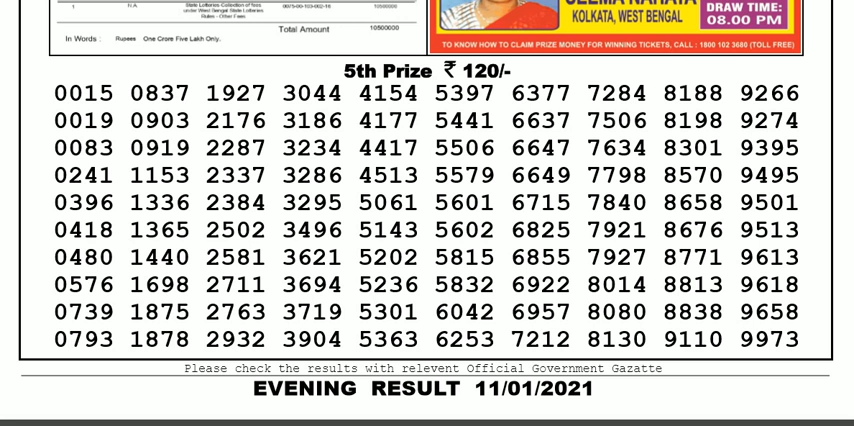 1 N/A State Lotteries-Collection of fees 0075-00-103-002-18 10500000
under West Bengal State Lotteries
Rules - Other Fees
Total Amount 10500000
In Words : Rupees One Crore Five Lakh Only.
SEEMA NAHATA
KOLKATA, WEST BENGAL
DRAW TIME:
08.00 PM
TO KNOW HOW TO CLAIM PRIZE MONEY FOR WINNING TICKETS, CALL : 1800 102 3680 (TOLL FREE)
5th Prize ₹ 120/-
0015 0837 1927 3044 4154 5397 6377 7284 8188 9266
0019 0903 2176 3186 4177 5441 6637 7506 8198 9274
0083 0919 2287 3234 4417 5506 6647 7634 8301 9395
0241 1153 2337 3286 4513 5579 6649 7798 8570 9495
0396 1336 2384 3295 5061 5601 6715 7840 8658 9501
0418 1365 2502 3496 5143 5602 6825 7921 8676 9513
0480 1440 2581 3621 5202 5815 6855 7927 8771 9613
0576 1698 2711 3694 5236 5832 6922 8014 8813 9618
0739 1875 2763 3719 5301 6042 6957 8080 8838 9658
0793 1878 2932 3904 5363 6253 7212 8130 9110 9973
Please check the results with relevent Official Government Gazatte
EVENING RESULT 11/01/2021